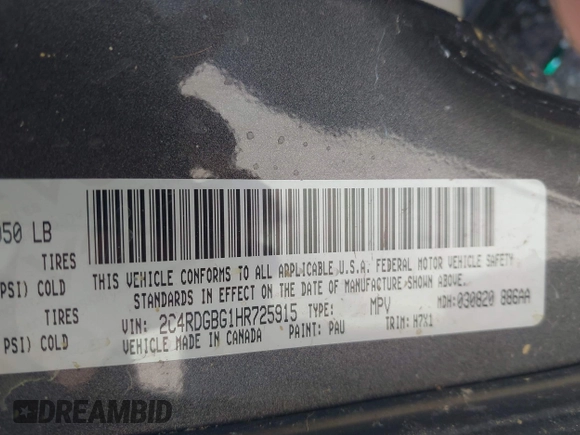 050 LB
TIRES
PSI) COLD
TIRES
PSI) COLD
THIS VEHICLE CONFORMS TO ALL APPLICABLE U.S.A. FEDERAL MOTOR VEHICLE SAFETY
STANDARDS IN EFFECT ON THE DATE OF MANUFACTURE SHOWN ABOVE.
VIN: 2C4RDGBG1HR725915 TYPE: MPV MDH: 030820 886AA
VEHICLE MADE IN CANADA PAINT: PAU TRIM: H7X1
DREAMBID